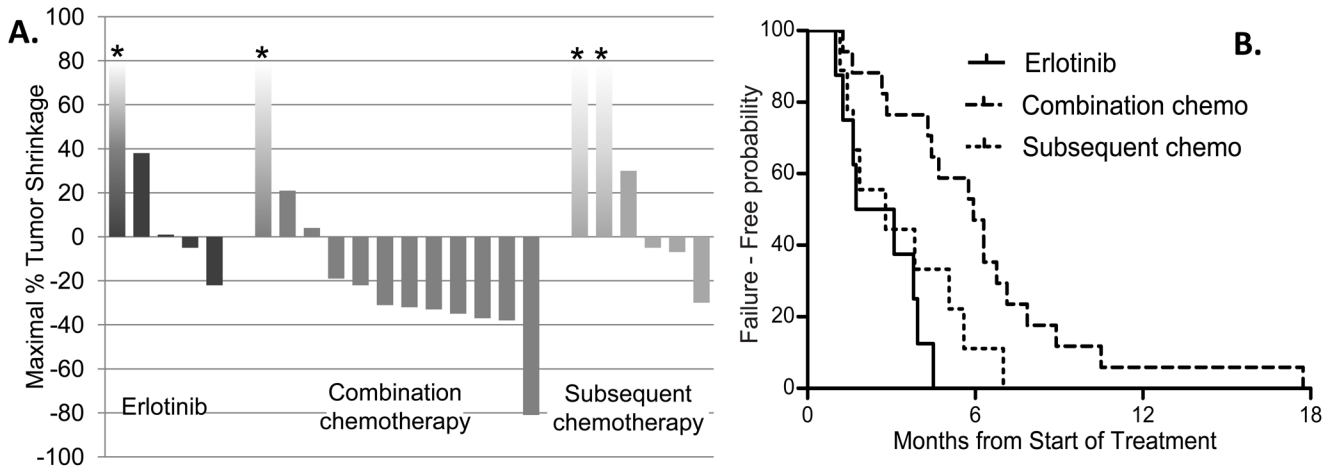 A.
Maximal % Tumor Shrinkage
100
80
60
40
20
0
-20
-40
-60
-80
-100
*
*
* *
Erlotinib
Combination
chemotherapy
Subsequent
chemotherapy
B.
Failure - Free probability
100
80
60
40
20
0
Erlotinib
Combination chemo
Subsequent chemo
0
6
12
18
Months from Start of Treatment